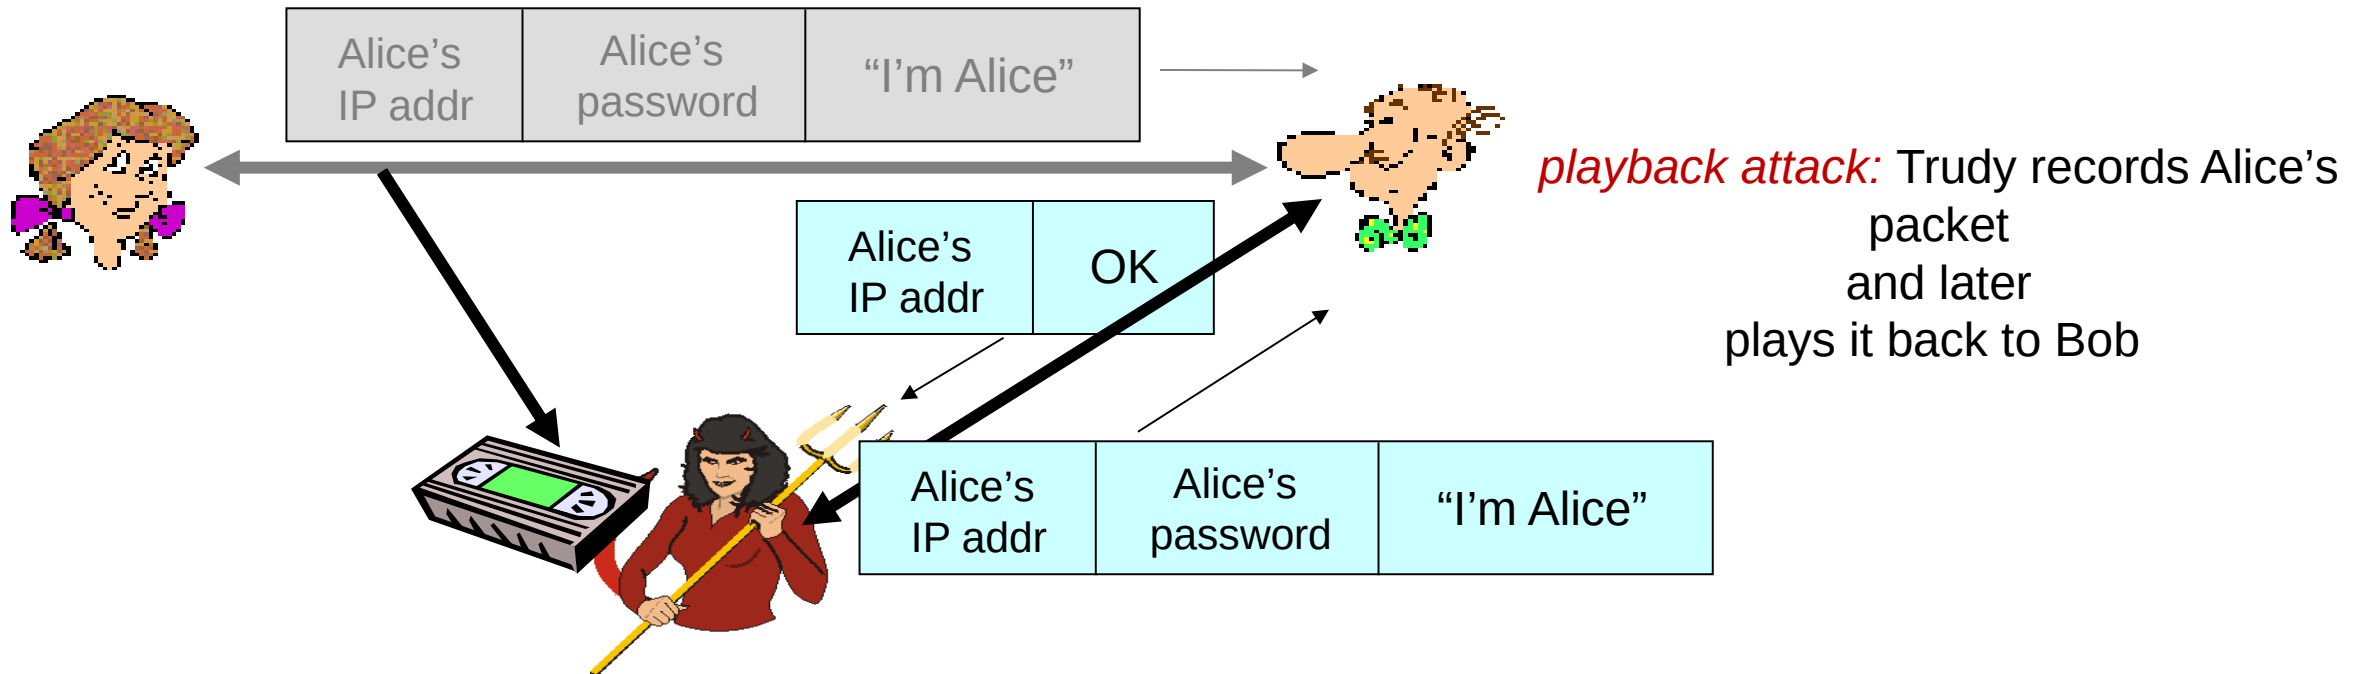 Alice’s
IP addr
Alice’s
password
“I’m Alice”
playback attack: Trudy records Alice’s
packet
and later
plays it back to Bob
Alice’s
IP addr
OK
Alice’s
IP addr
Alice’s
password
“I’m Alice”